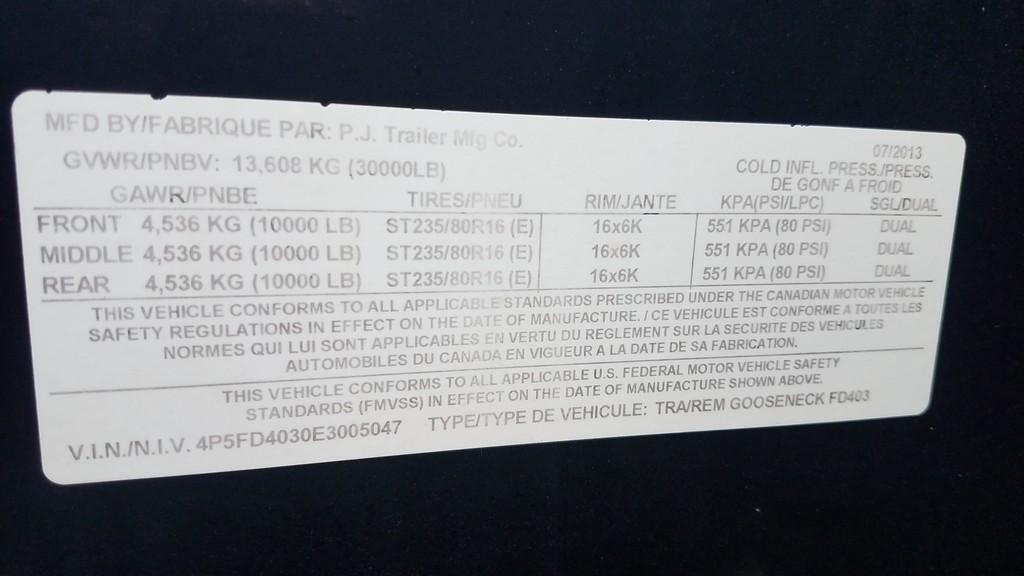 MFD BY/FABRIQUE PAR: P.J. Trailer Mfg Co.
07/2013
GVWR/PNBV: 13,608 KG (30000LB)
COLD INFL. PRESS./PRESS.
DE GONF A FROID
GAWR/PNBE TIRES/PNEU RIM/JANTE KPA(PSI/LPC) SGL/DUAL
FRONT 4,536 KG (10000 LB) ST235/80R16 (E) 16x6K 551 KPA (80 PSI) DUAL
MIDDLE 4,536 KG (10000 LB) ST235/80R16 (E) 16x6K 551 KPA (80 PSI) DUAL
REAR 4,536 KG (10000 LB) ST235/80R16 (E) 16x6K 551 KPA (80 PSI) DUAL
THIS VEHICLE CONFORMS TO ALL APPLICABLE STANDARDS PRESCRIBED UNDER THE CANADIAN MOTOR VEHICLE
SAFETY REGULATIONS IN EFFECT ON THE DATE OF MANUFACTURE. / CE VEHICULE EST CONFORME A TOUTES LES
NORMES QUI LUI SONT APPLICABLES EN VERTU DU REGLEMENT SUR LA SECURITE DES VEHICULES
AUTOMOBILES DU CANADA EN VIGUEUR A LA DATE DE SA FABRICATION.
THIS VEHICLE CONFORMS TO ALL APPLICABLE U.S. FEDERAL MOTOR VEHICLE SAFETY
STANDARDS (FMVSS) IN EFFECT ON THE DATE OF MANUFACTURE SHOWN ABOVE.
V.I.N./N.I.V. 4P5FD4030E3005047 TYPE/TYPE DE VEHICULE: TRA/REM GOOSENECK FD403